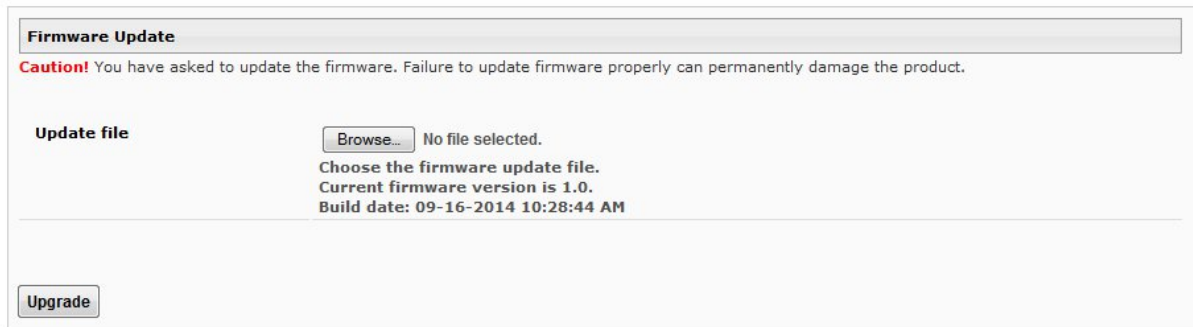 Firmware Update
Caution! You have asked to update the firmware. Failure to update firmware properly can permanently damage the product.
Update file
Browse... No file selected.
Choose the firmware update file.
Current firmware version is 1.0.
Build date: 09-16-2014 10:28:44 AM
Upgrade